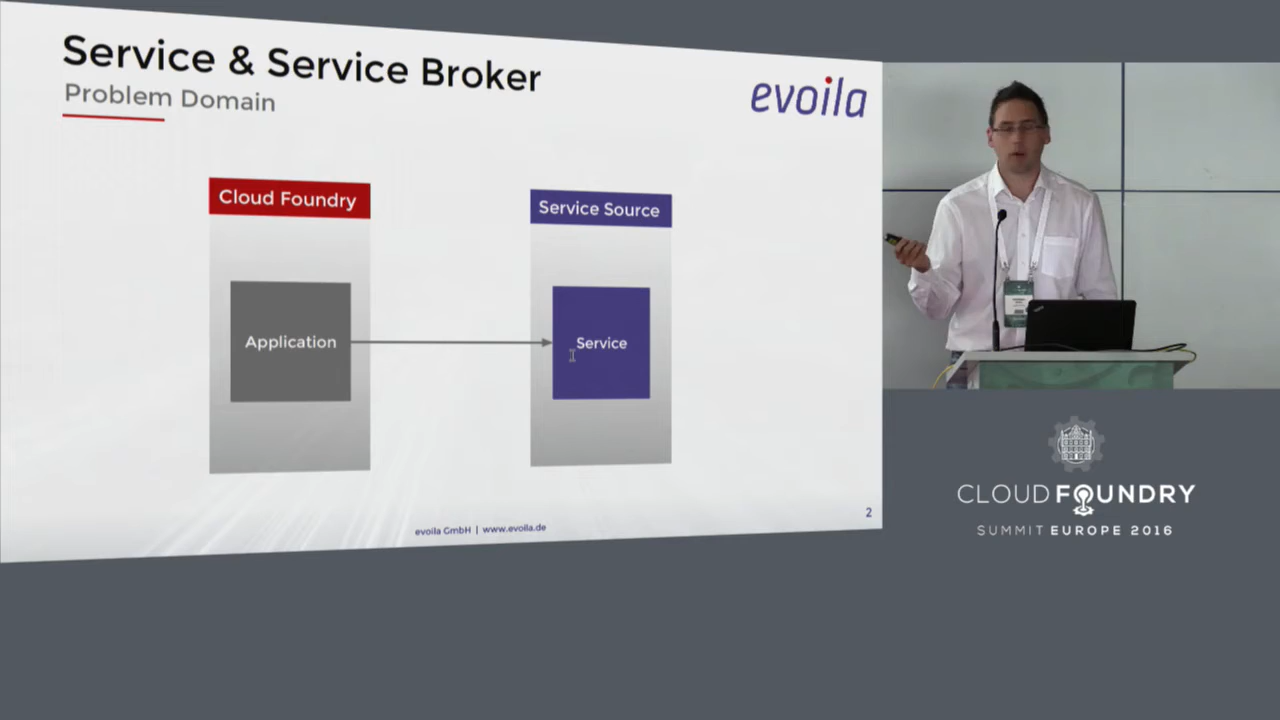 Service & Service Broker
Problem Domain
evoila
Cloud Foundry
Service Source
Application
Service
evoila GmbH | www.evoila.de
2
CLOUD FOUNDRY
SUMMIT EUROPE 2016